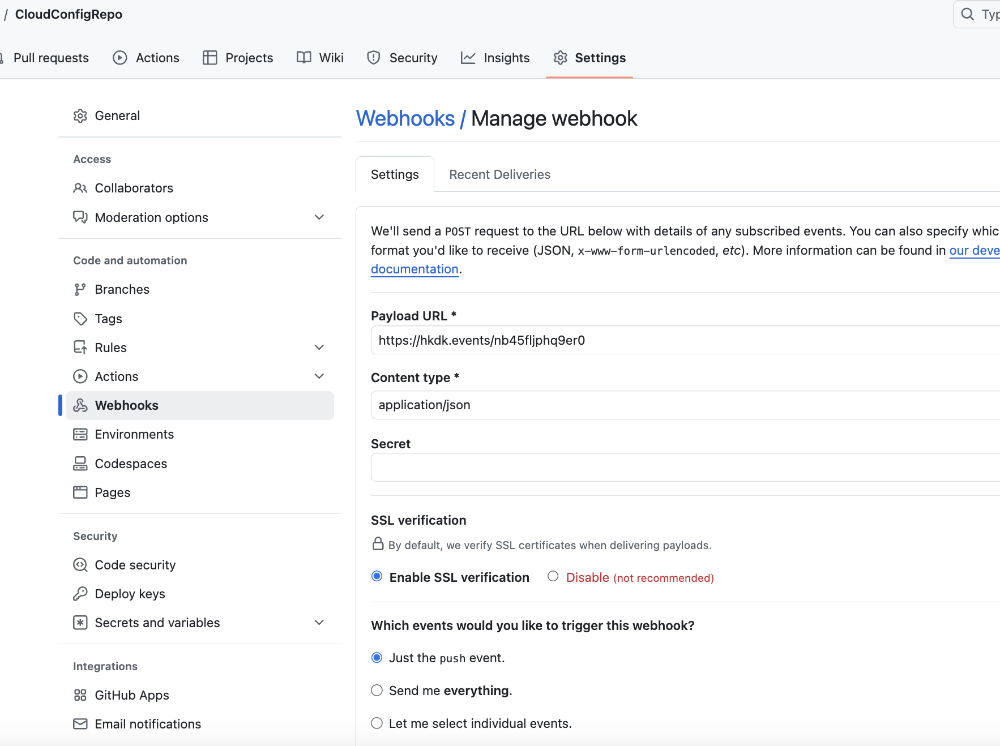 / CloudConfigRepo
Typ
Pull requests
Actions
Projects
Wiki
Security
Insights
Settings
General
Access
Collaborators
Moderation options
Code and automation
Branches
Tags
Rules
Actions
Webhooks
Environments
Codespaces
Pages
Security
Code security
Deploy keys
Secrets and variables
Integrations
GitHub Apps
Email notifications
Webhooks / Manage webhook
Settings
Recent Deliveries
We'll send a POST request to the URL below with details of any subscribed events. You can also specify whic
format you'd like to receive (JSON, x-www-form-urlencoded, etc). More information can be found in our deve
documentation.
Payload URL *
https://hkdk.events/nb45fljphq9er0
Content type *
application/json
Secret
SSL verification
By default, we verify SSL certificates when delivering payloads.
Enable SSL verification
Disable (not recommended)
Which events would you like to trigger this webhook?
Just the push event.
Send me everything.
Let me select individual events.